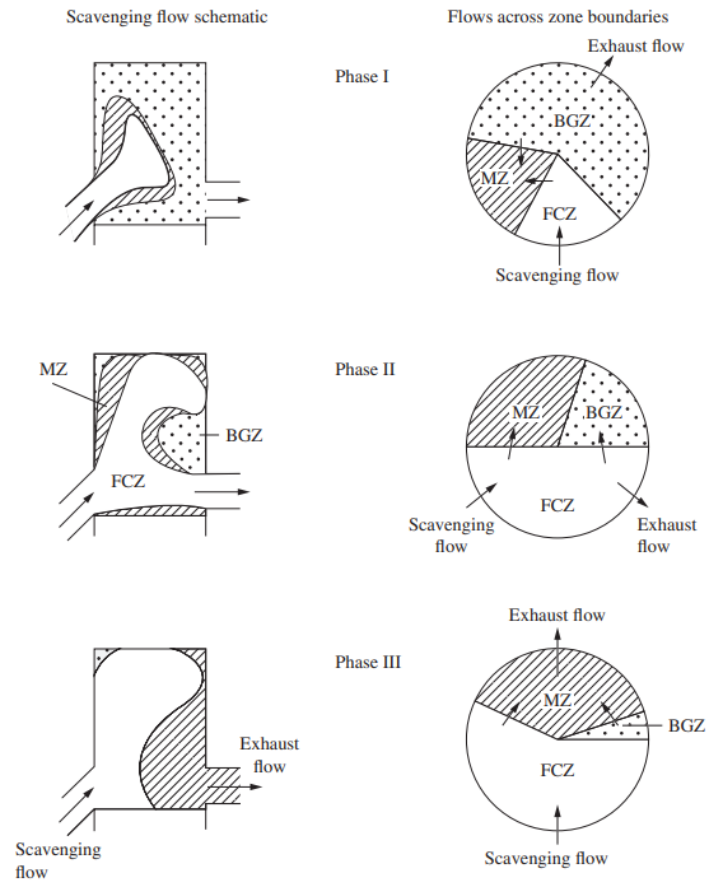 Scavenging flow schematic
Flows across zone boundaries
Phase I
Exhaust flow
BGZ
MZ
FCZ
Scavenging flow
MZ
BGZ
FCZ
Phase II
MZ
BGZ
FCZ
Scavenging
flow
Exhaust
flow
Exhaust
flow
Scavenging
flow
Phase III
Exhaust flow
MZ
BGZ
FCZ
Scavenging flow